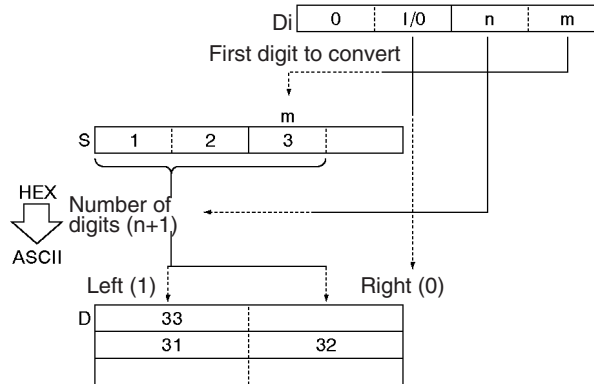 Di 0 1/0 n m
First digit to convert
m
S 1 2 3
HEX
Number of
digits (n+1)
ASCII
Left (1) Right (0)
D 33
31 32